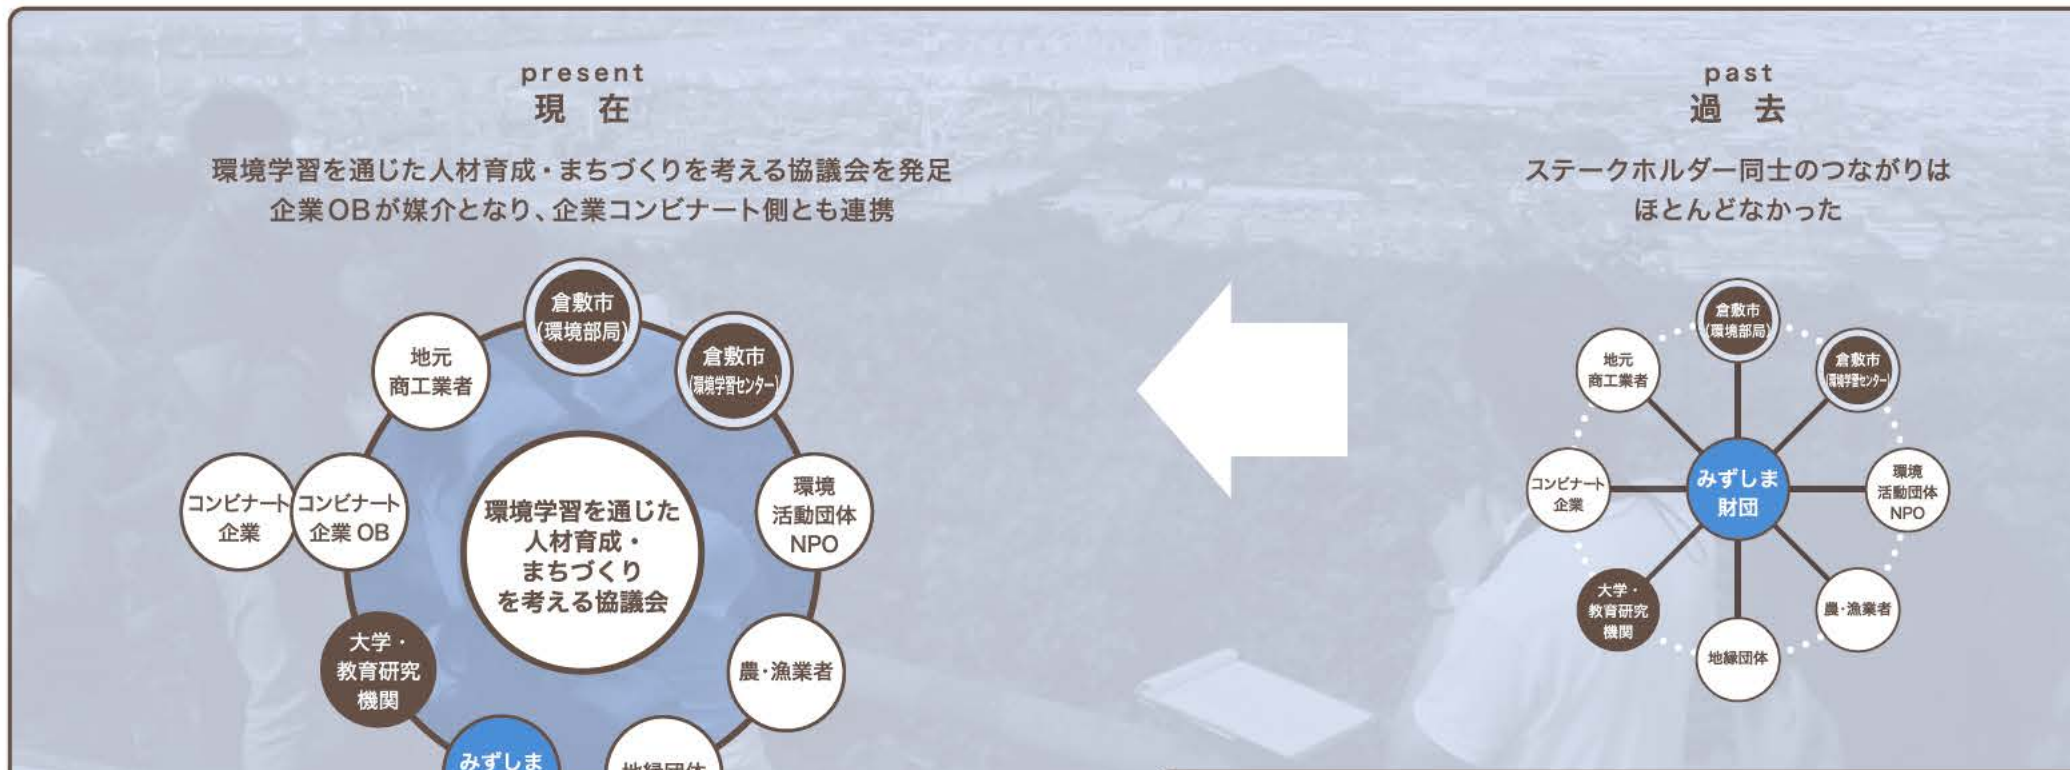 present
現 在
環境学習を通じた人材育成・まちづくりを考える協議会を発足
企業OBが媒介となり、企業コンビナート側とも連携
倉敷市
(環境部局)
地元
商工業者
倉敷市
(環境学習センター)
コンビナート
企業
コンビナート
企業 OB
環境学習を通じた
人材育成・
まちづくり
を考える協議会
環境
活動団体
NPO
大学・
教育研究
機関
農・漁業者
みずしま
地縁団体
past
過 去
ステークホルダー同士のつながりは
ほとんどなかった
倉敷市
(環境部局)
地元
商工業者
倉敷市
(環境学習センター)
コンビナート
企業
みずしま
財団
環境
活動団体
NPO
大学・
教育研究
機関
農・漁業者
地縁団体